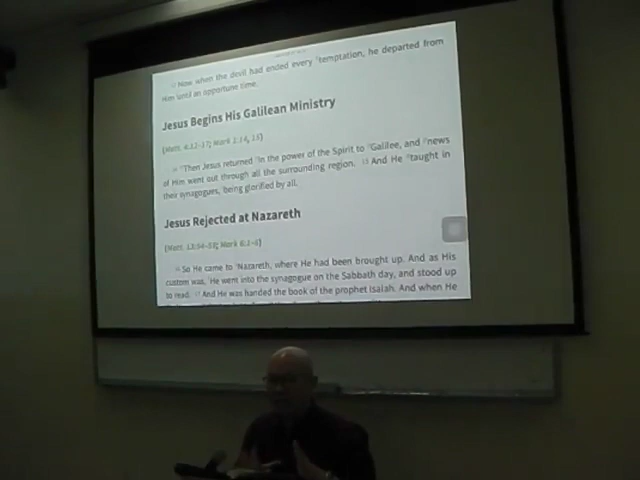 13 Now when the devil had ended every temptation, he departed from
Him until an opportune time.
Jesus Begins His Galilean Ministry
(Matt. 4:12–17; Mark 1:14, 15)
14 Then Jesus returned in the power of the Spirit to Galilee, and news
of Him went out through all the surrounding region. 15 And He taught in
their synagogues, being glorified by all.
Jesus Rejected at Nazareth
(Matt. 13:54–58; Mark 6:1–6)
16 So He came to Nazareth, where He had been brought up. And as His
custom was, He went into the synagogue on the Sabbath day, and stood up
to read. 17 And He was handed the book of the prophet Isaiah. And when He